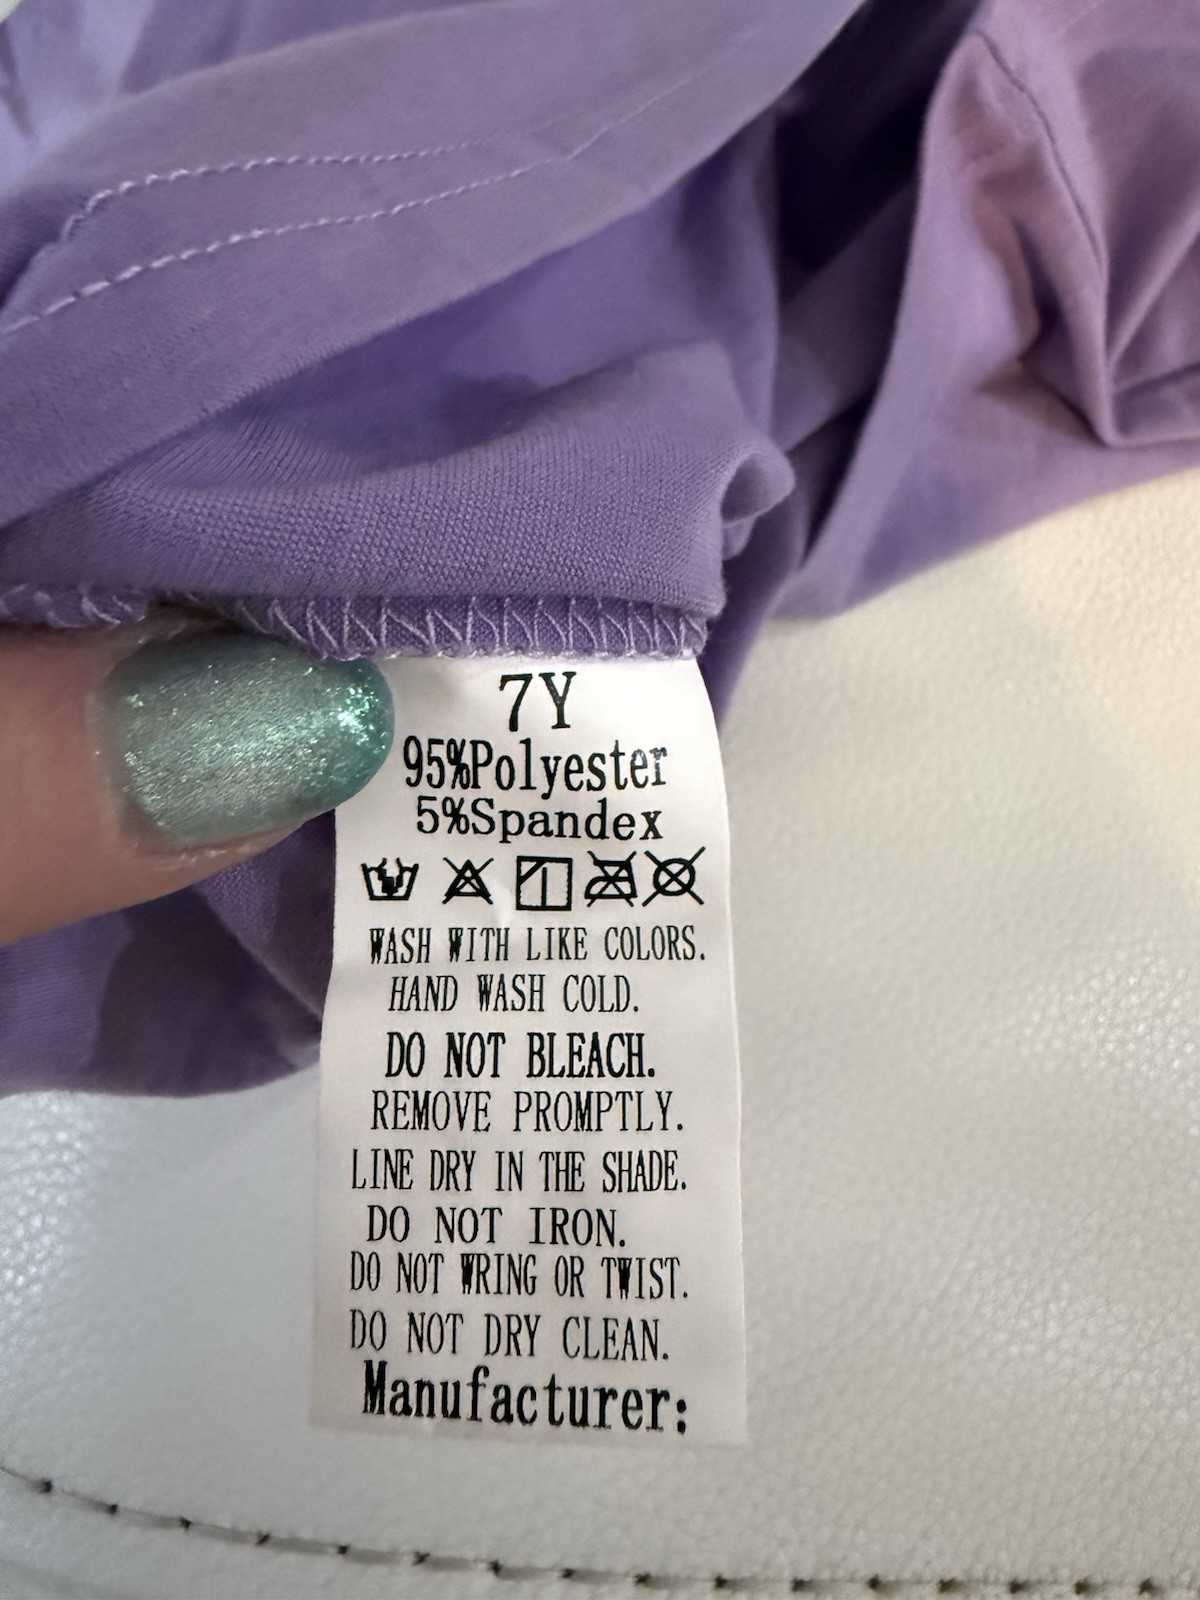 7Y
95%Polyester
5%Spandex
WASH WITH LIKE COLORS.
HAND WASH COLD.
DO NOT BLEACH.
REMOVE PROMPTLY.
LINE DRY IN THE SHADE.
DO NOT IRON.
DO NOT WRING OR TWIST.
DO NOT DRY CLEAN.
Manufacturer: